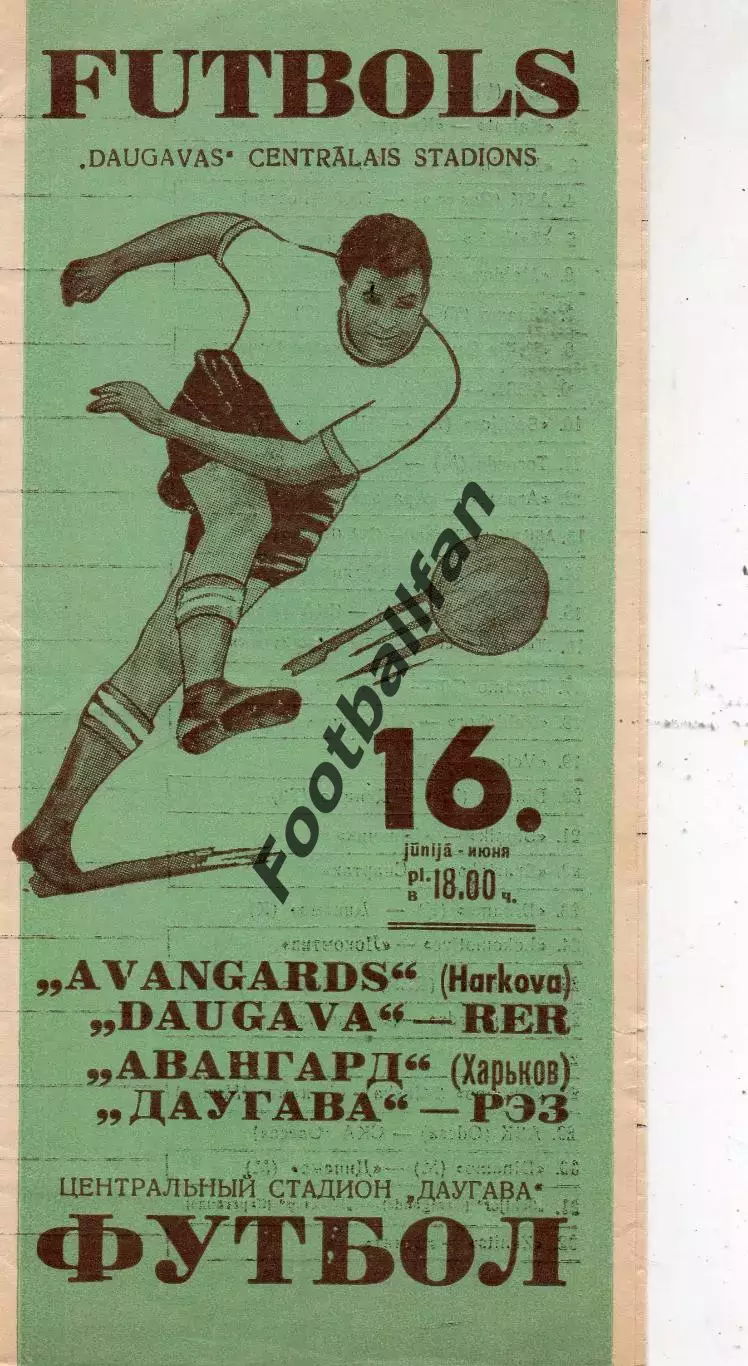 FUTBOLS
„DAUGAVAS“ CENTRĀLAIS STADIONS
Footballfan
16.
jūnijā - июня
pl. в 18.00 ч.
„AVANGARDS“ (Harkova)
„DAUGAVA“ — RER
„АВАНГАРД“ (Харьков)
„ДАУГАВА“ — РЭЗ
ЦЕНТРАЛЬНЫЙ СТАДИОН „ДАУГАВА“
ФУТБОЛ